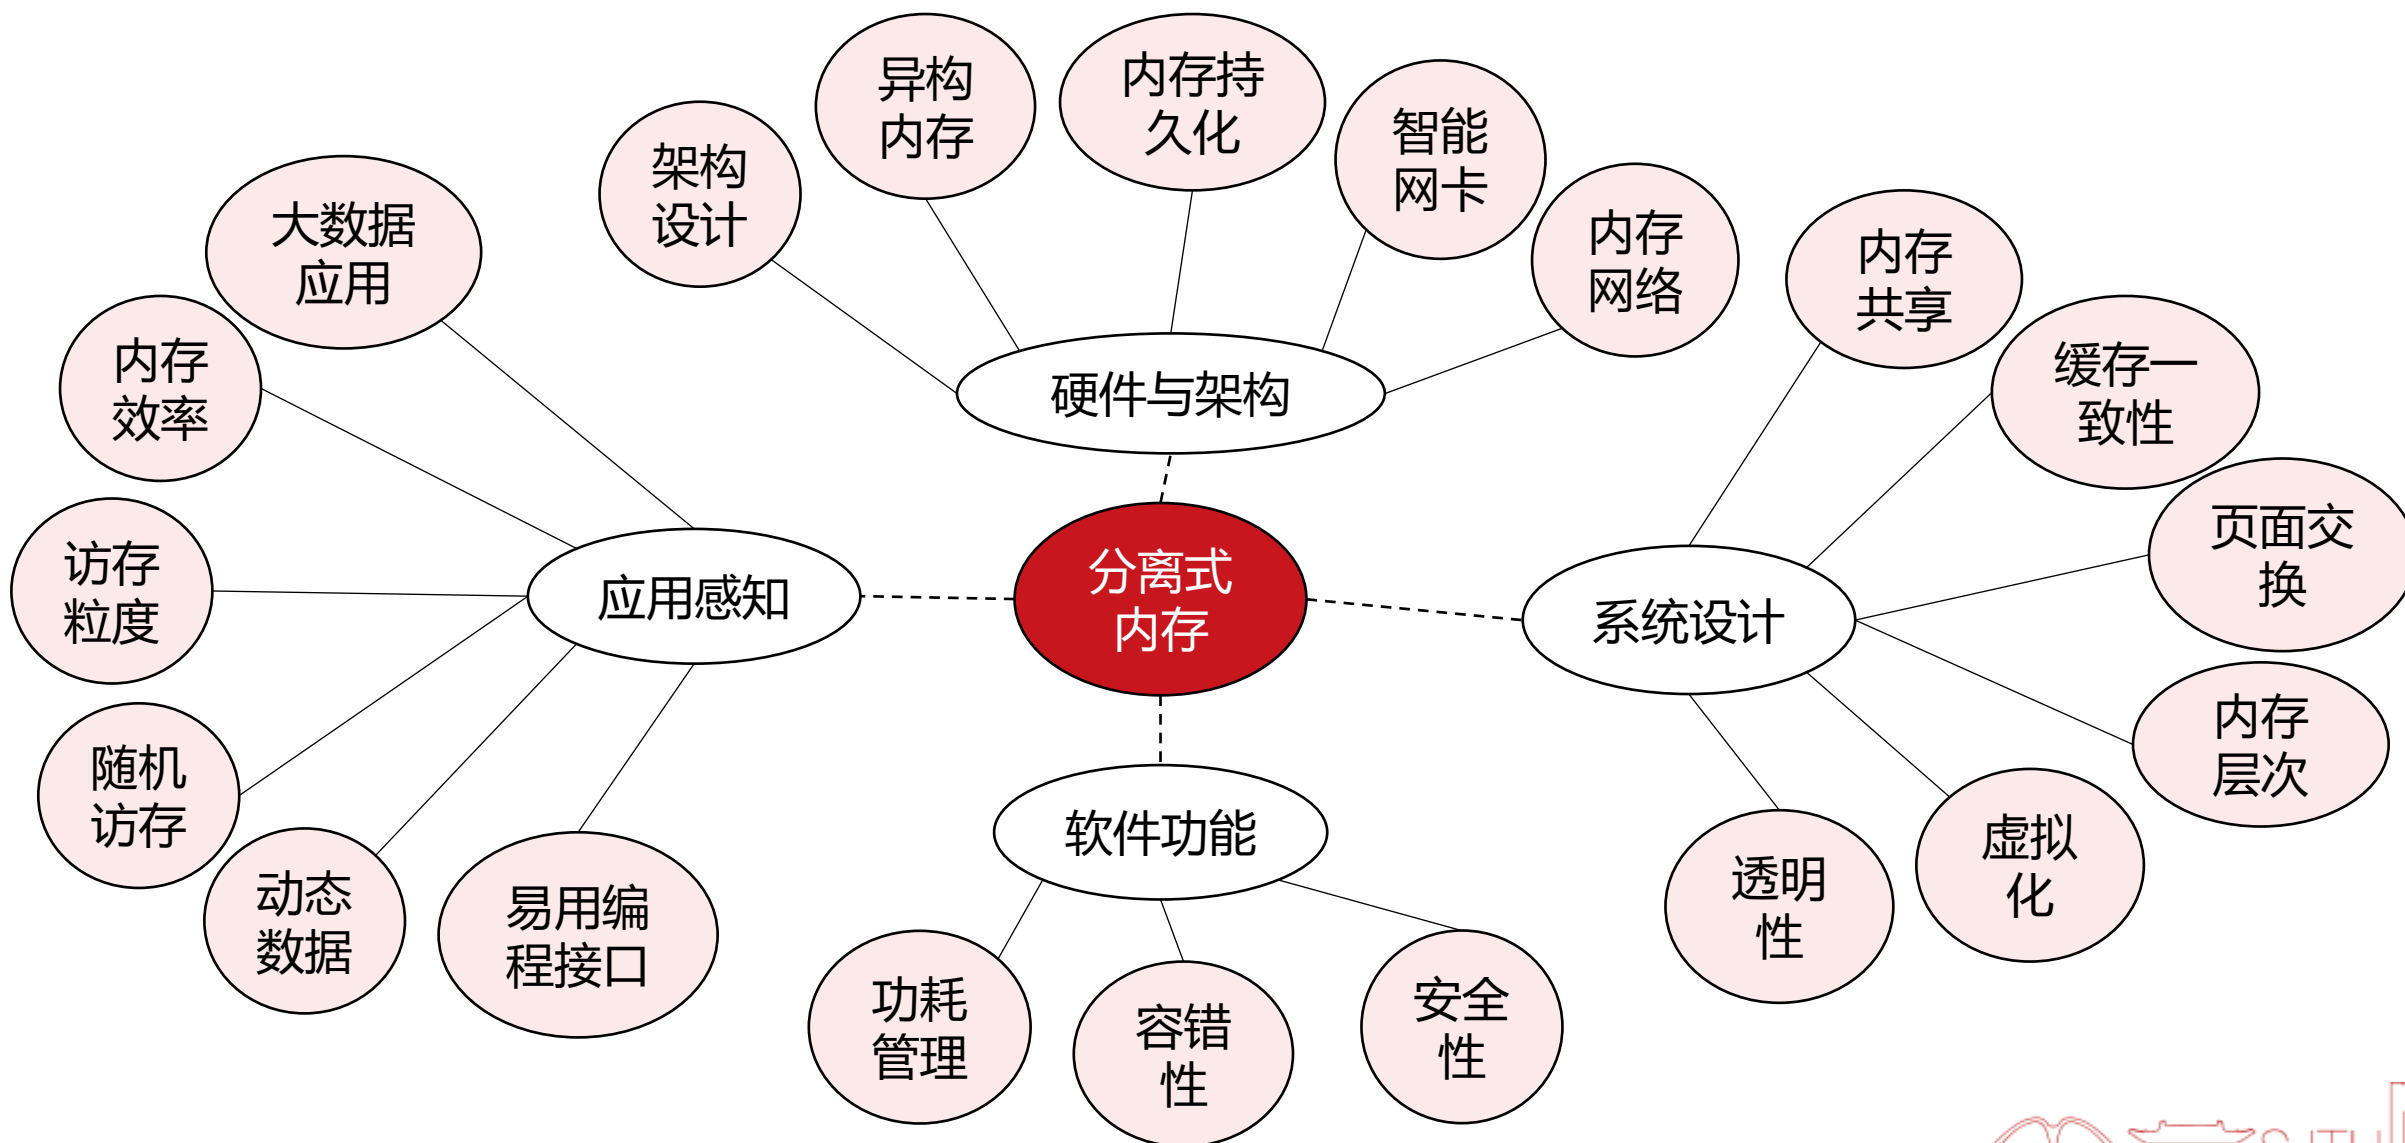 异构
内存
内存持
久化
智能
网卡
架构
设计
内存
网络
大数据
应用
内存
共享
内存
效率
缓存一
致性
硬件与架构
页面交
换
访存
粒度
应用感知
分离式
内存
系统设计
内存
层次
随机
访存
软件功能
虚拟
化
透明
性
动态
数据
易用编
程接口
功耗
管理
容错
性
安全
性
SJTU